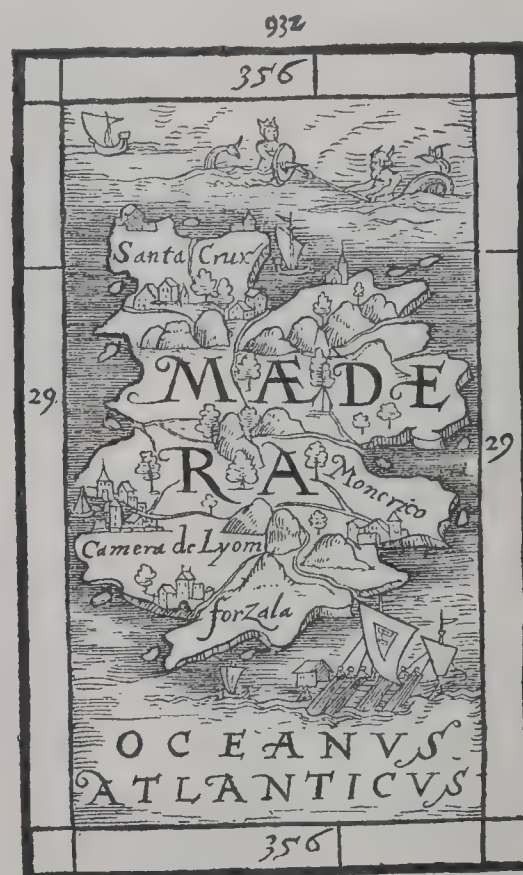 932
356
Santa Crux
MÆDE
29.
29
RA
Monerico
Camera de Lyom
forZala
OCEANVS
ATLANTICVS
356